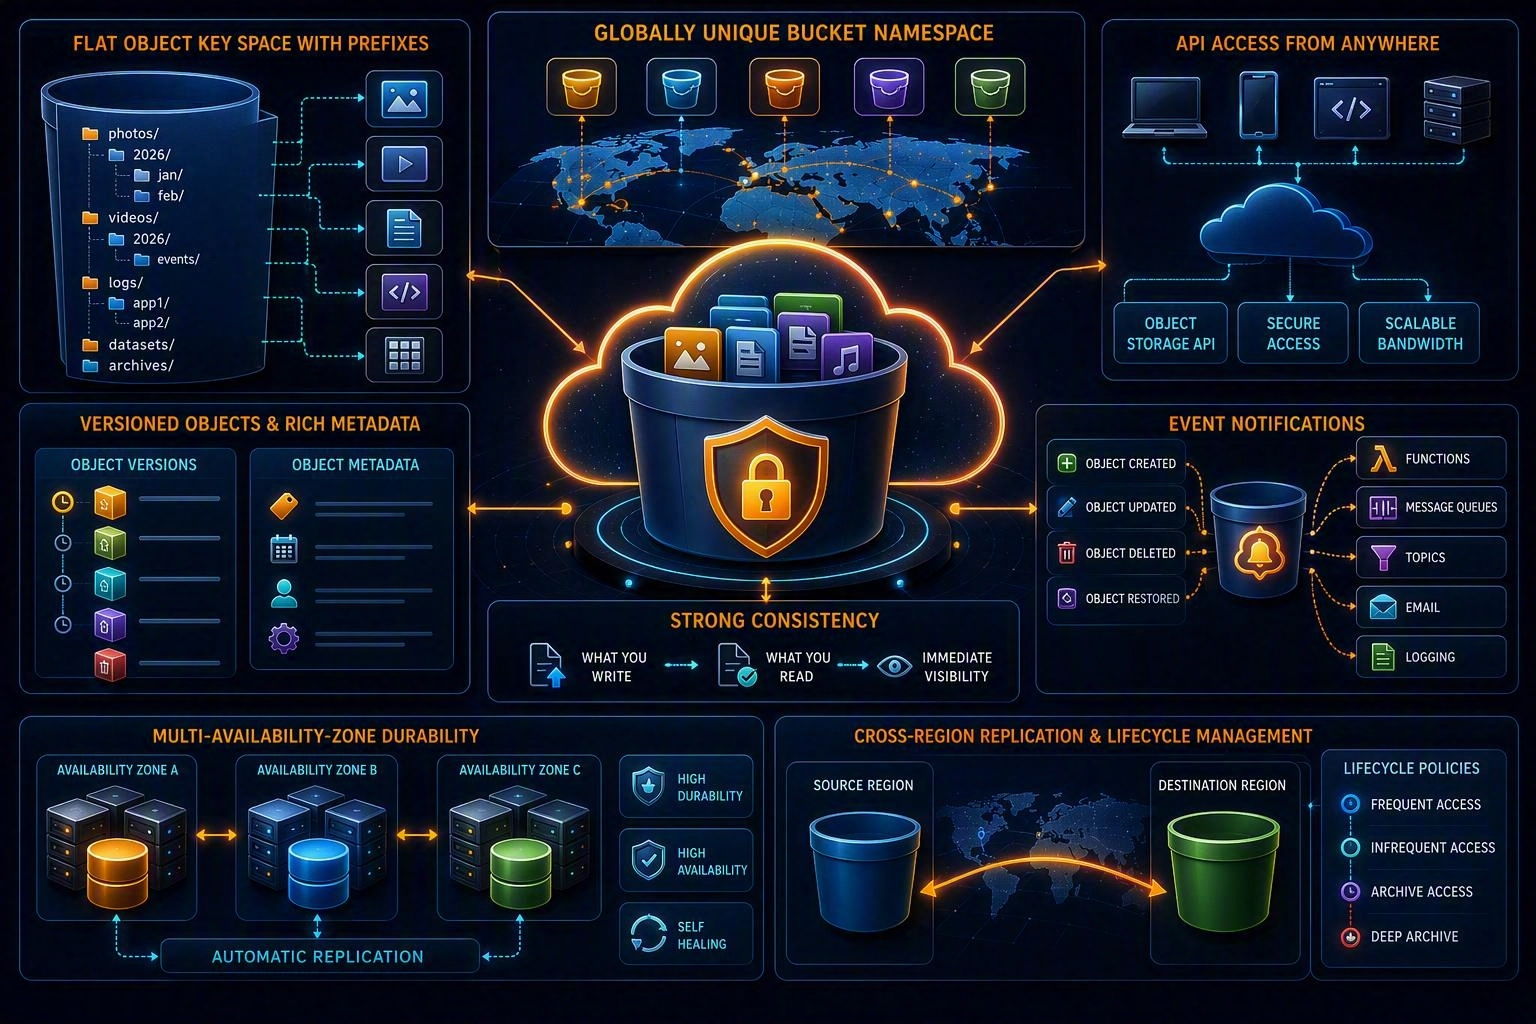 FLAT OBJECT KEY SPACE WITH PREFIXES
photos/
2026/
jan/
feb/
videos/
2026/
events/
logs/
app1/
app2/
datasets/
archives/
</>
GLOBALLY UNIQUE BUCKET NAMESPACE
API ACCESS FROM ANYWHERE
</>
OBJECT
STORAGE API
SECURE
ACCESS
SCALABLE
BANDWIDTH
VERSIONED OBJECTS & RICH METADATA
OBJECT VERSIONS
OBJECT METADATA
STRONG CONSISTENCY
WHAT YOU
WRITE
WHAT YOU
READ
IMMEDIATE
VISIBILITY
EVENT NOTIFICATIONS
OBJECT CREATED
OBJECT UPDATED
OBJECT DELETED
OBJECT RESTORED
FUNCTIONS
MESSAGE QUEUES
TOPICS
EMAIL
LOGGING
MULTI-AVAILABILITY-ZONE DURABILITY
AVAILABILITY ZONE A
AVAILABILITY ZONE B
AVAILABILITY ZONE C
AUTOMATIC REPLICATION
HIGH
DURABILITY
HIGH
AVAILABILITY
SELF
HEALING
CROSS-REGION REPLICATION & LIFECYCLE MANAGEMENT
SOURCE REGION
DESTINATION REGION
LIFECYCLE POLICIES
FREQUENT ACCESS
INFREQUENT ACCESS
ARCHIVE ACCESS
DEEP ARCHIVE